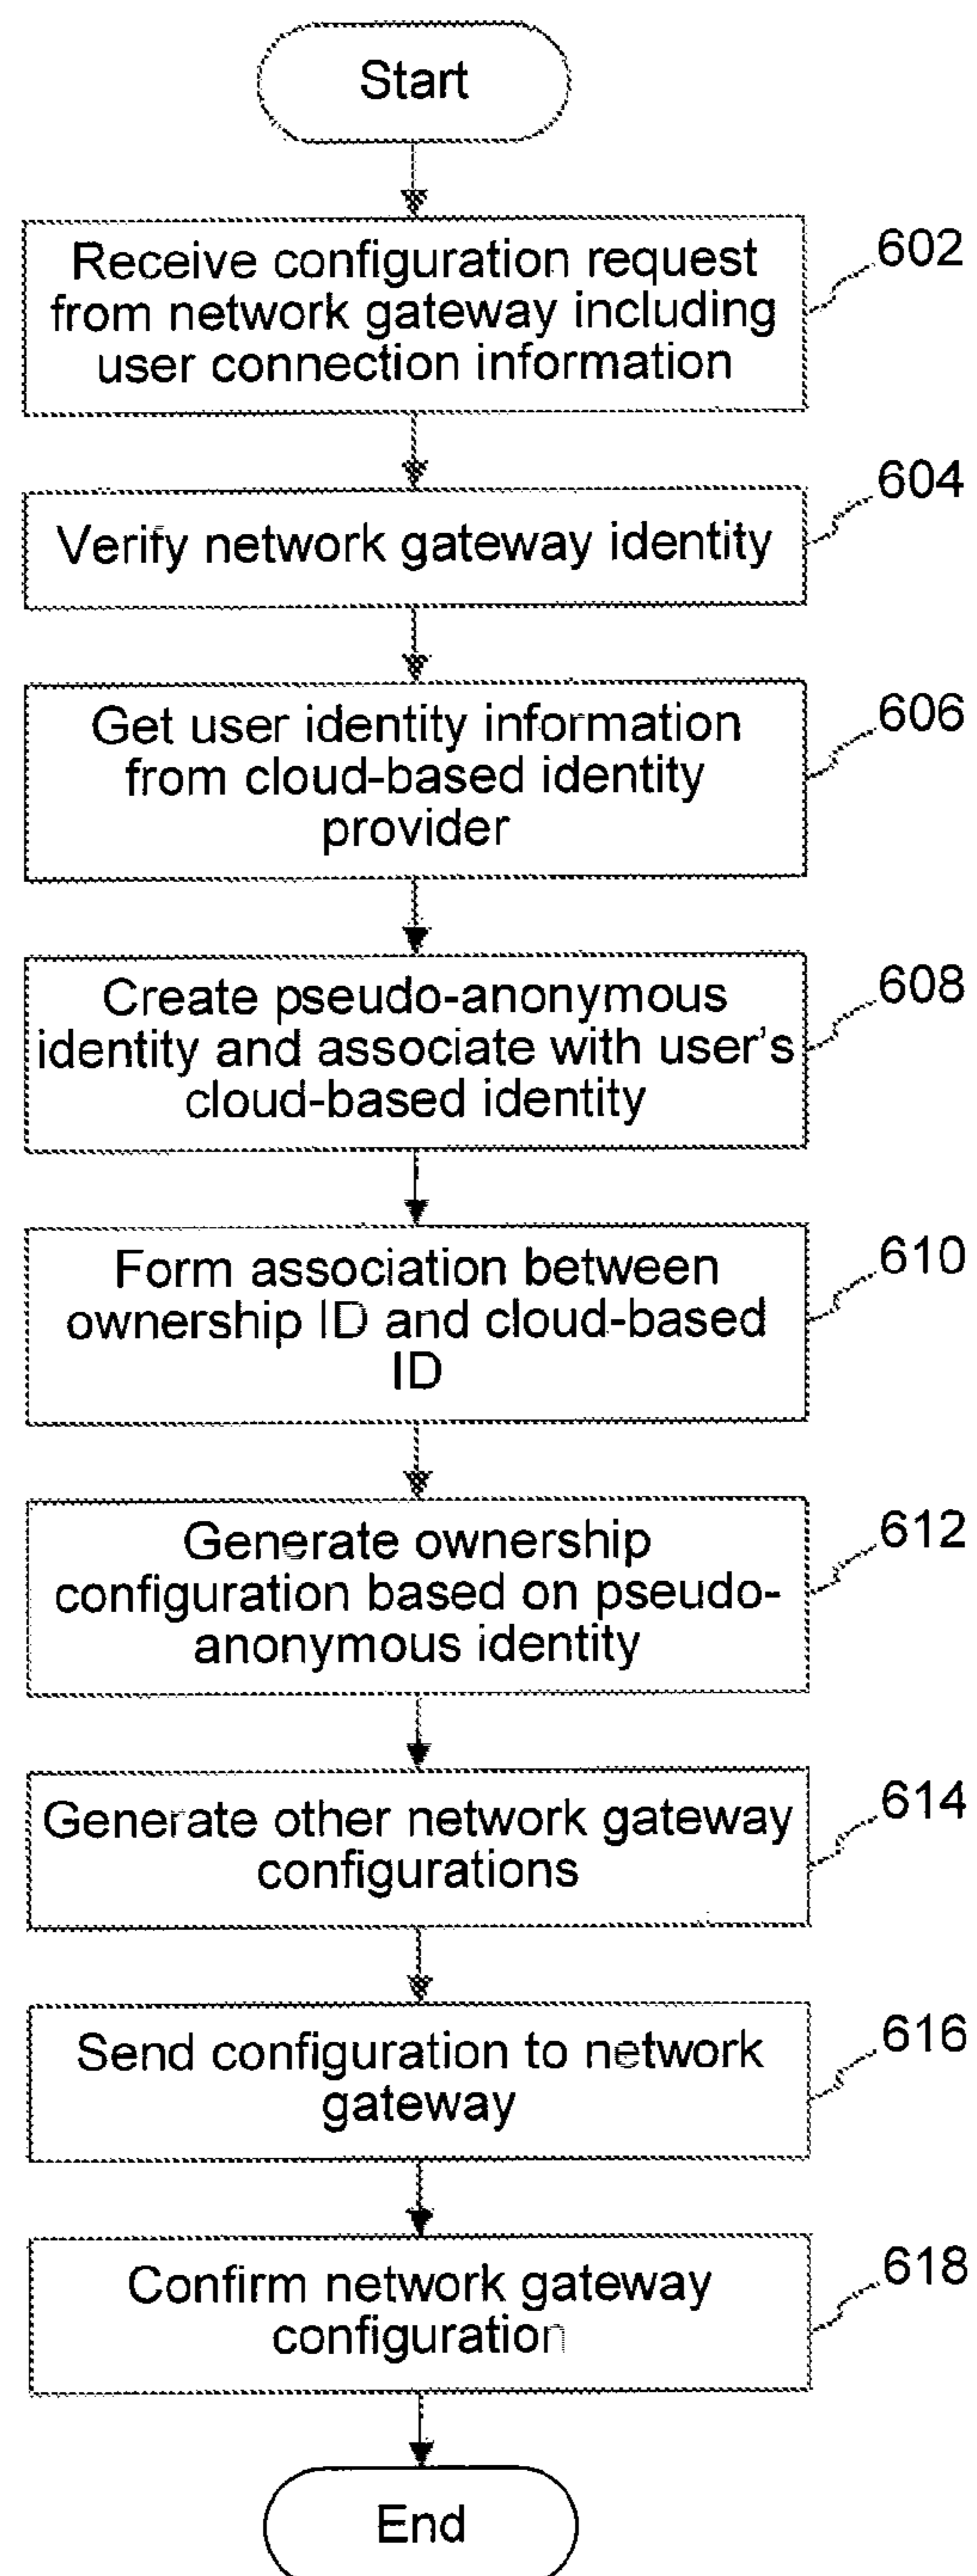 Start
Receive configuration request
from network gateway including
user connection information
602
Verify network gateway identity
604
Get user identity information
from cloud-based identity
provider
606
Create pseudo-anonymous
identity and associate with user's
cloud-based identity
608
Form association between
ownership ID and cloud-based
ID
610
Generate ownership
configuration based on pseudo-
anonymous identity
612
Generate other network gateway
configurations
614
Send configuration to network
gateway
616
Confirm network gateway
configuration
618
End